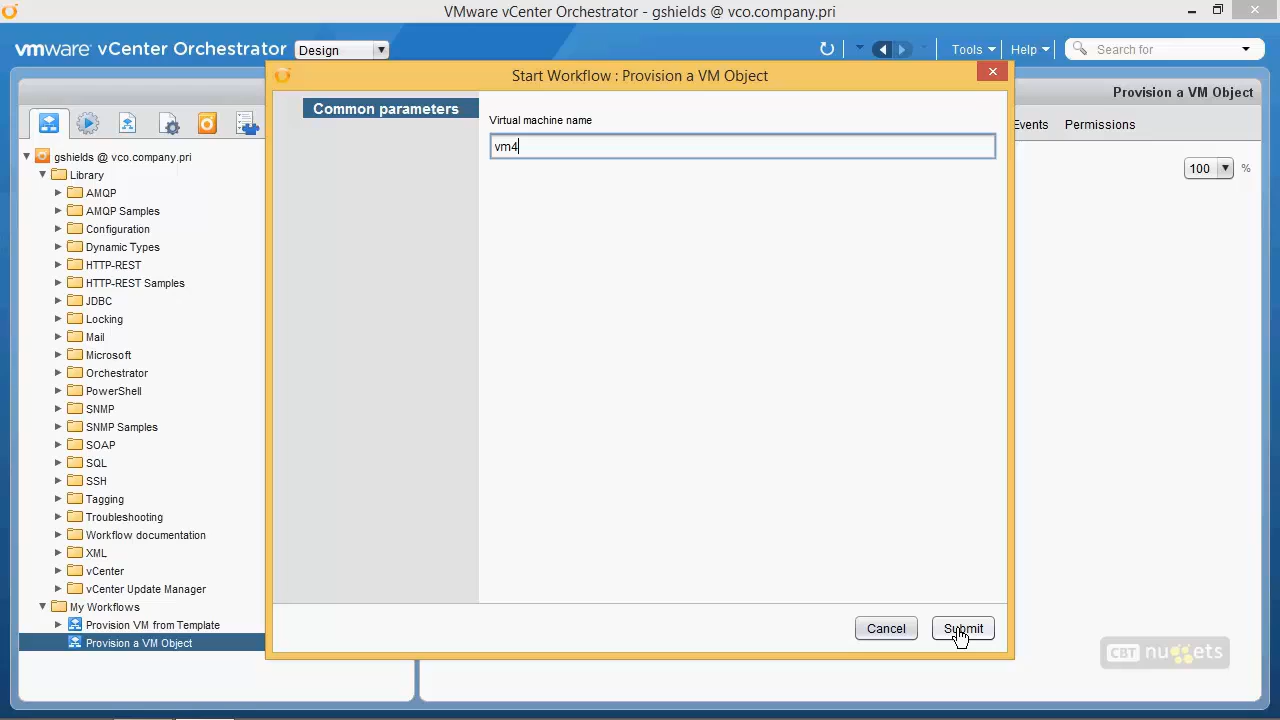 VMware vCenter Orchestrator - gshields @ vco.company.pri
vmware vCenter Orchestrator Design Tools Help Search for
Start Workflow : Provision a VM Object
Provision a VM Object
Common parameters
Virtual machine name
vm4
Events Permissions
100 %
gshields @ vco.company.pri
Library
AMQP
AMQP Samples
Configuration
Dynamic Types
HTTP-REST
HTTP-REST Samples
JDBC
Locking
Mail
Microsoft
Orchestrator
PowerShell
SNMP
SNMP Samples
SOAP
SQL
SSH
Tagging
Troubleshooting
Workflow documentation
XML
vCenter
vCenter Update Manager
My Workflows
Provision VM from Template
Provision a VM Object
Cancel Submit
CBT nuggets